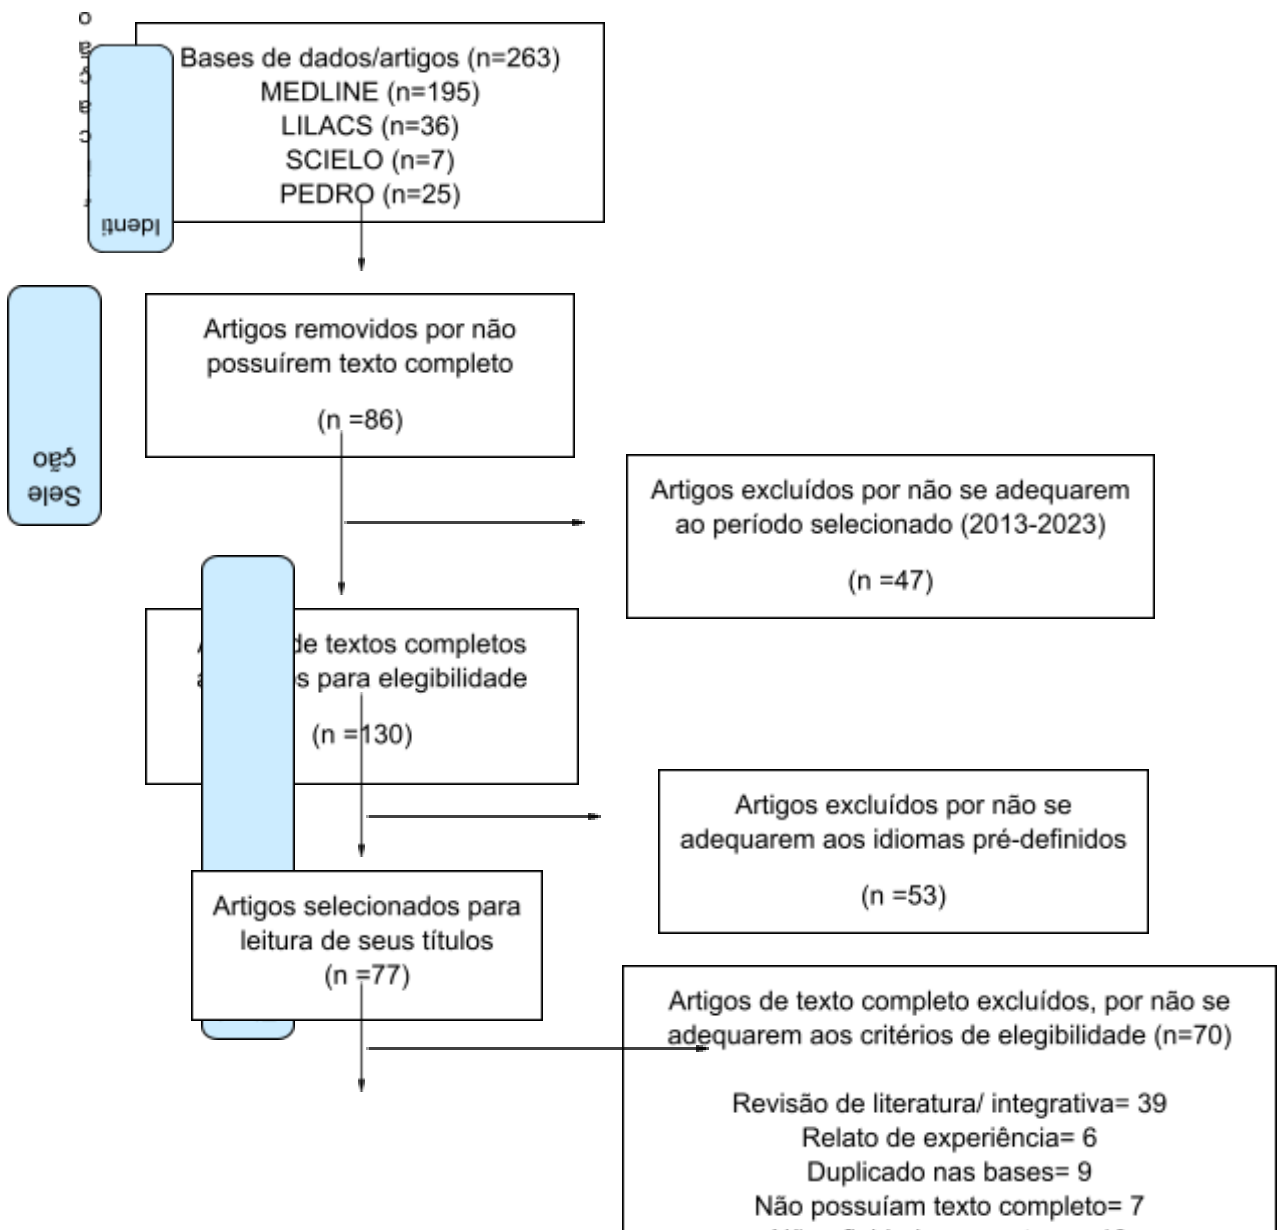 Bases de dados/artigos (n=263)
MEDLINE (n=195)
LILACS (n=36)
SCIELO (n=7)
PEDRO (n=25)
Identi
Artigos removidos por não
possuírem texto completo
(n =86)
Sele
ção
Artigos excluídos por não se adequarem
ao período selecionado (2013-2023)
(n =47)
de textos completos
para elegibilidade
(n =130)
Artigos excluídos por não se
adequarem aos idiomas pré-definidos
(n =53)
Artigos selecionados para
leitura de seus títulos
(n =77)
Artigos de texto completo excluídos, por não se
adequarem aos critérios de elegibilidade (n=70)
Revisão de literatura/ integrativa= 39
Relato de experiência= 6
Duplicado nas bases= 9
Não possuíam texto completo= 7